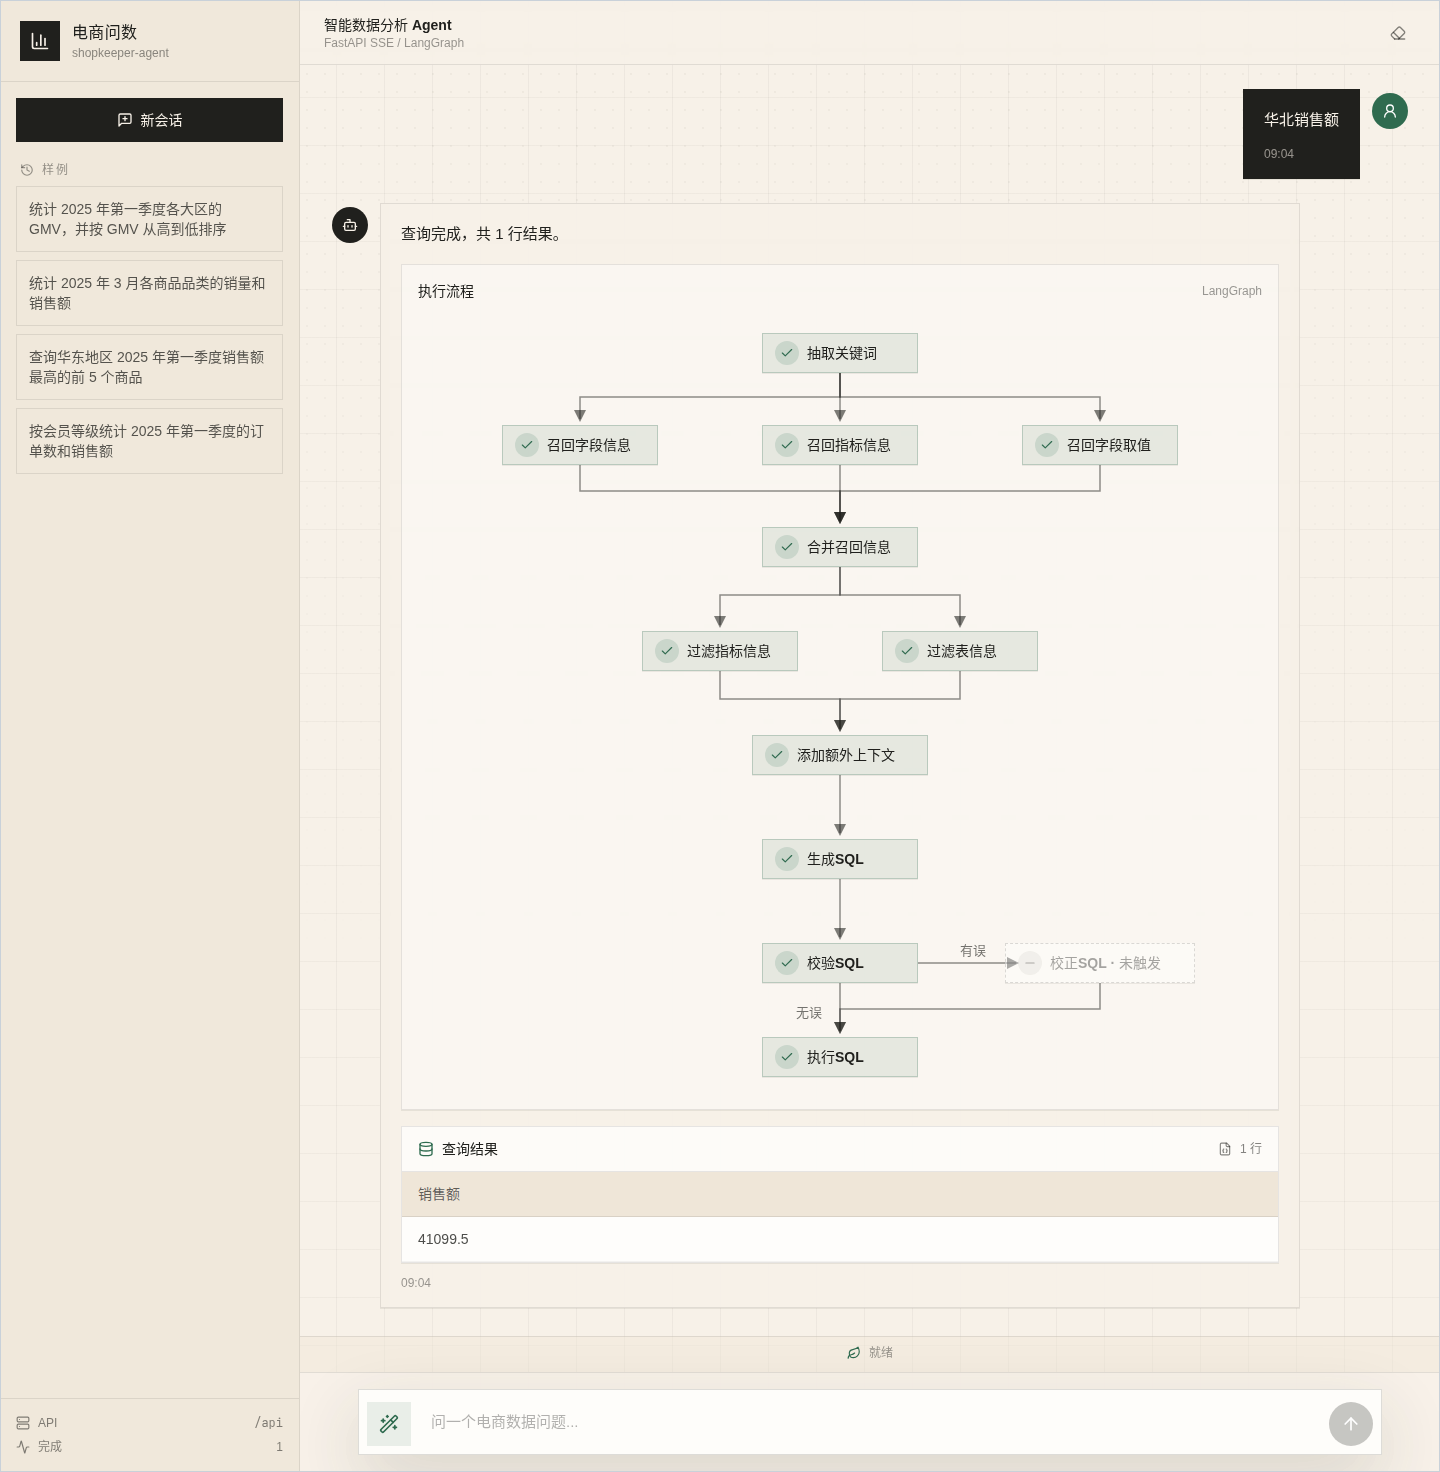 电商问数
shopkeeper-agent
新会话
样例
统计 2025 年第一季度各大区的
GMV，并按 GMV 从高到低排序
统计 2025 年 3 月各商品品类的销量和
销售额
查询华东地区 2025 年第一季度销售额
最高的前 5 个商品
按会员等级统计 2025 年第一季度的订
单数和销售额
API /api
完成 1
智能数据分析 Agent
FastAPI SSE / LangGraph
华北销售额
09:04
查询完成，共 1 行结果。
执行流程 LangGraph
抽取关键词
召回字段信息 召回指标信息 召回字段取值
合并召回信息
过滤指标信息 过滤表信息
添加额外上下文
生成SQL
校验SQL 有误 校正SQL · 未触发
无误
执行SQL
查询结果 1 行
销售额
41099.5
09:04
就绪
问一个电商数据问题...